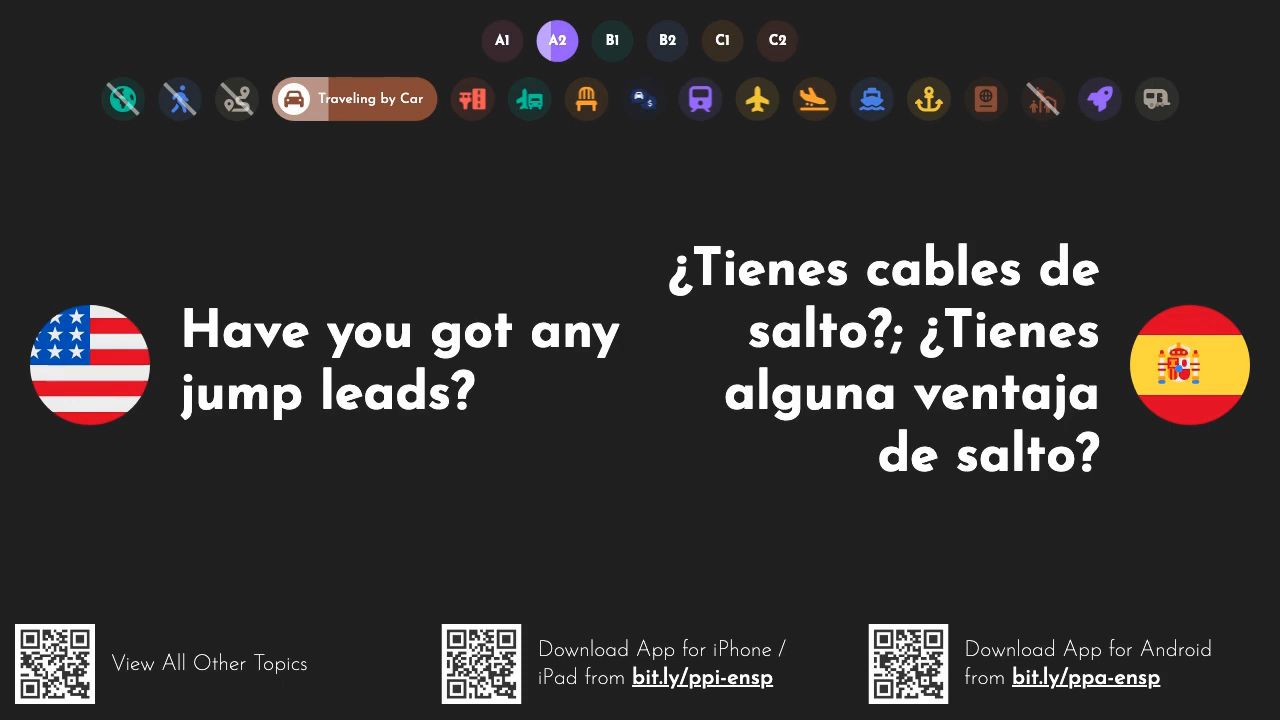 A1 A2 B1 B2 C1 C2
Traveling by Car
Have you got any
jump leads?
¿Tienes cables de
salto?; ¿Tienes
alguna ventaja
de salto?
View All Other Topics
Download App for iPhone /
iPad from bit.ly/ppi-ensp
Download App for Android
from bit.ly/ppa-ensp